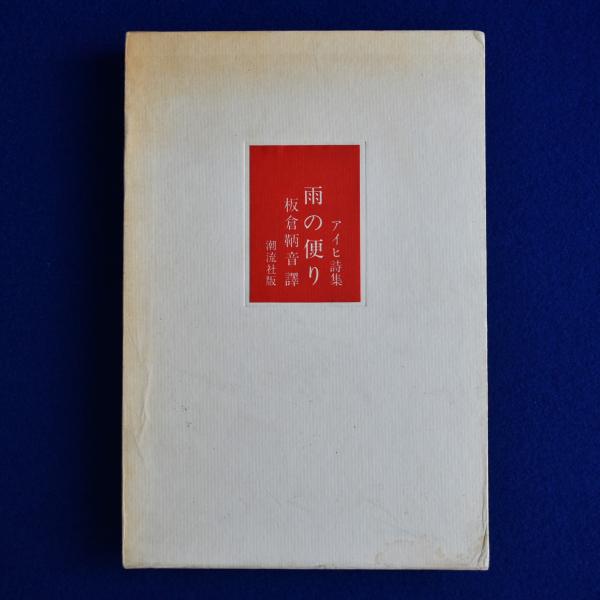 アイヒ詩集
雨の便り
板倉鞆音譯
潮流社版